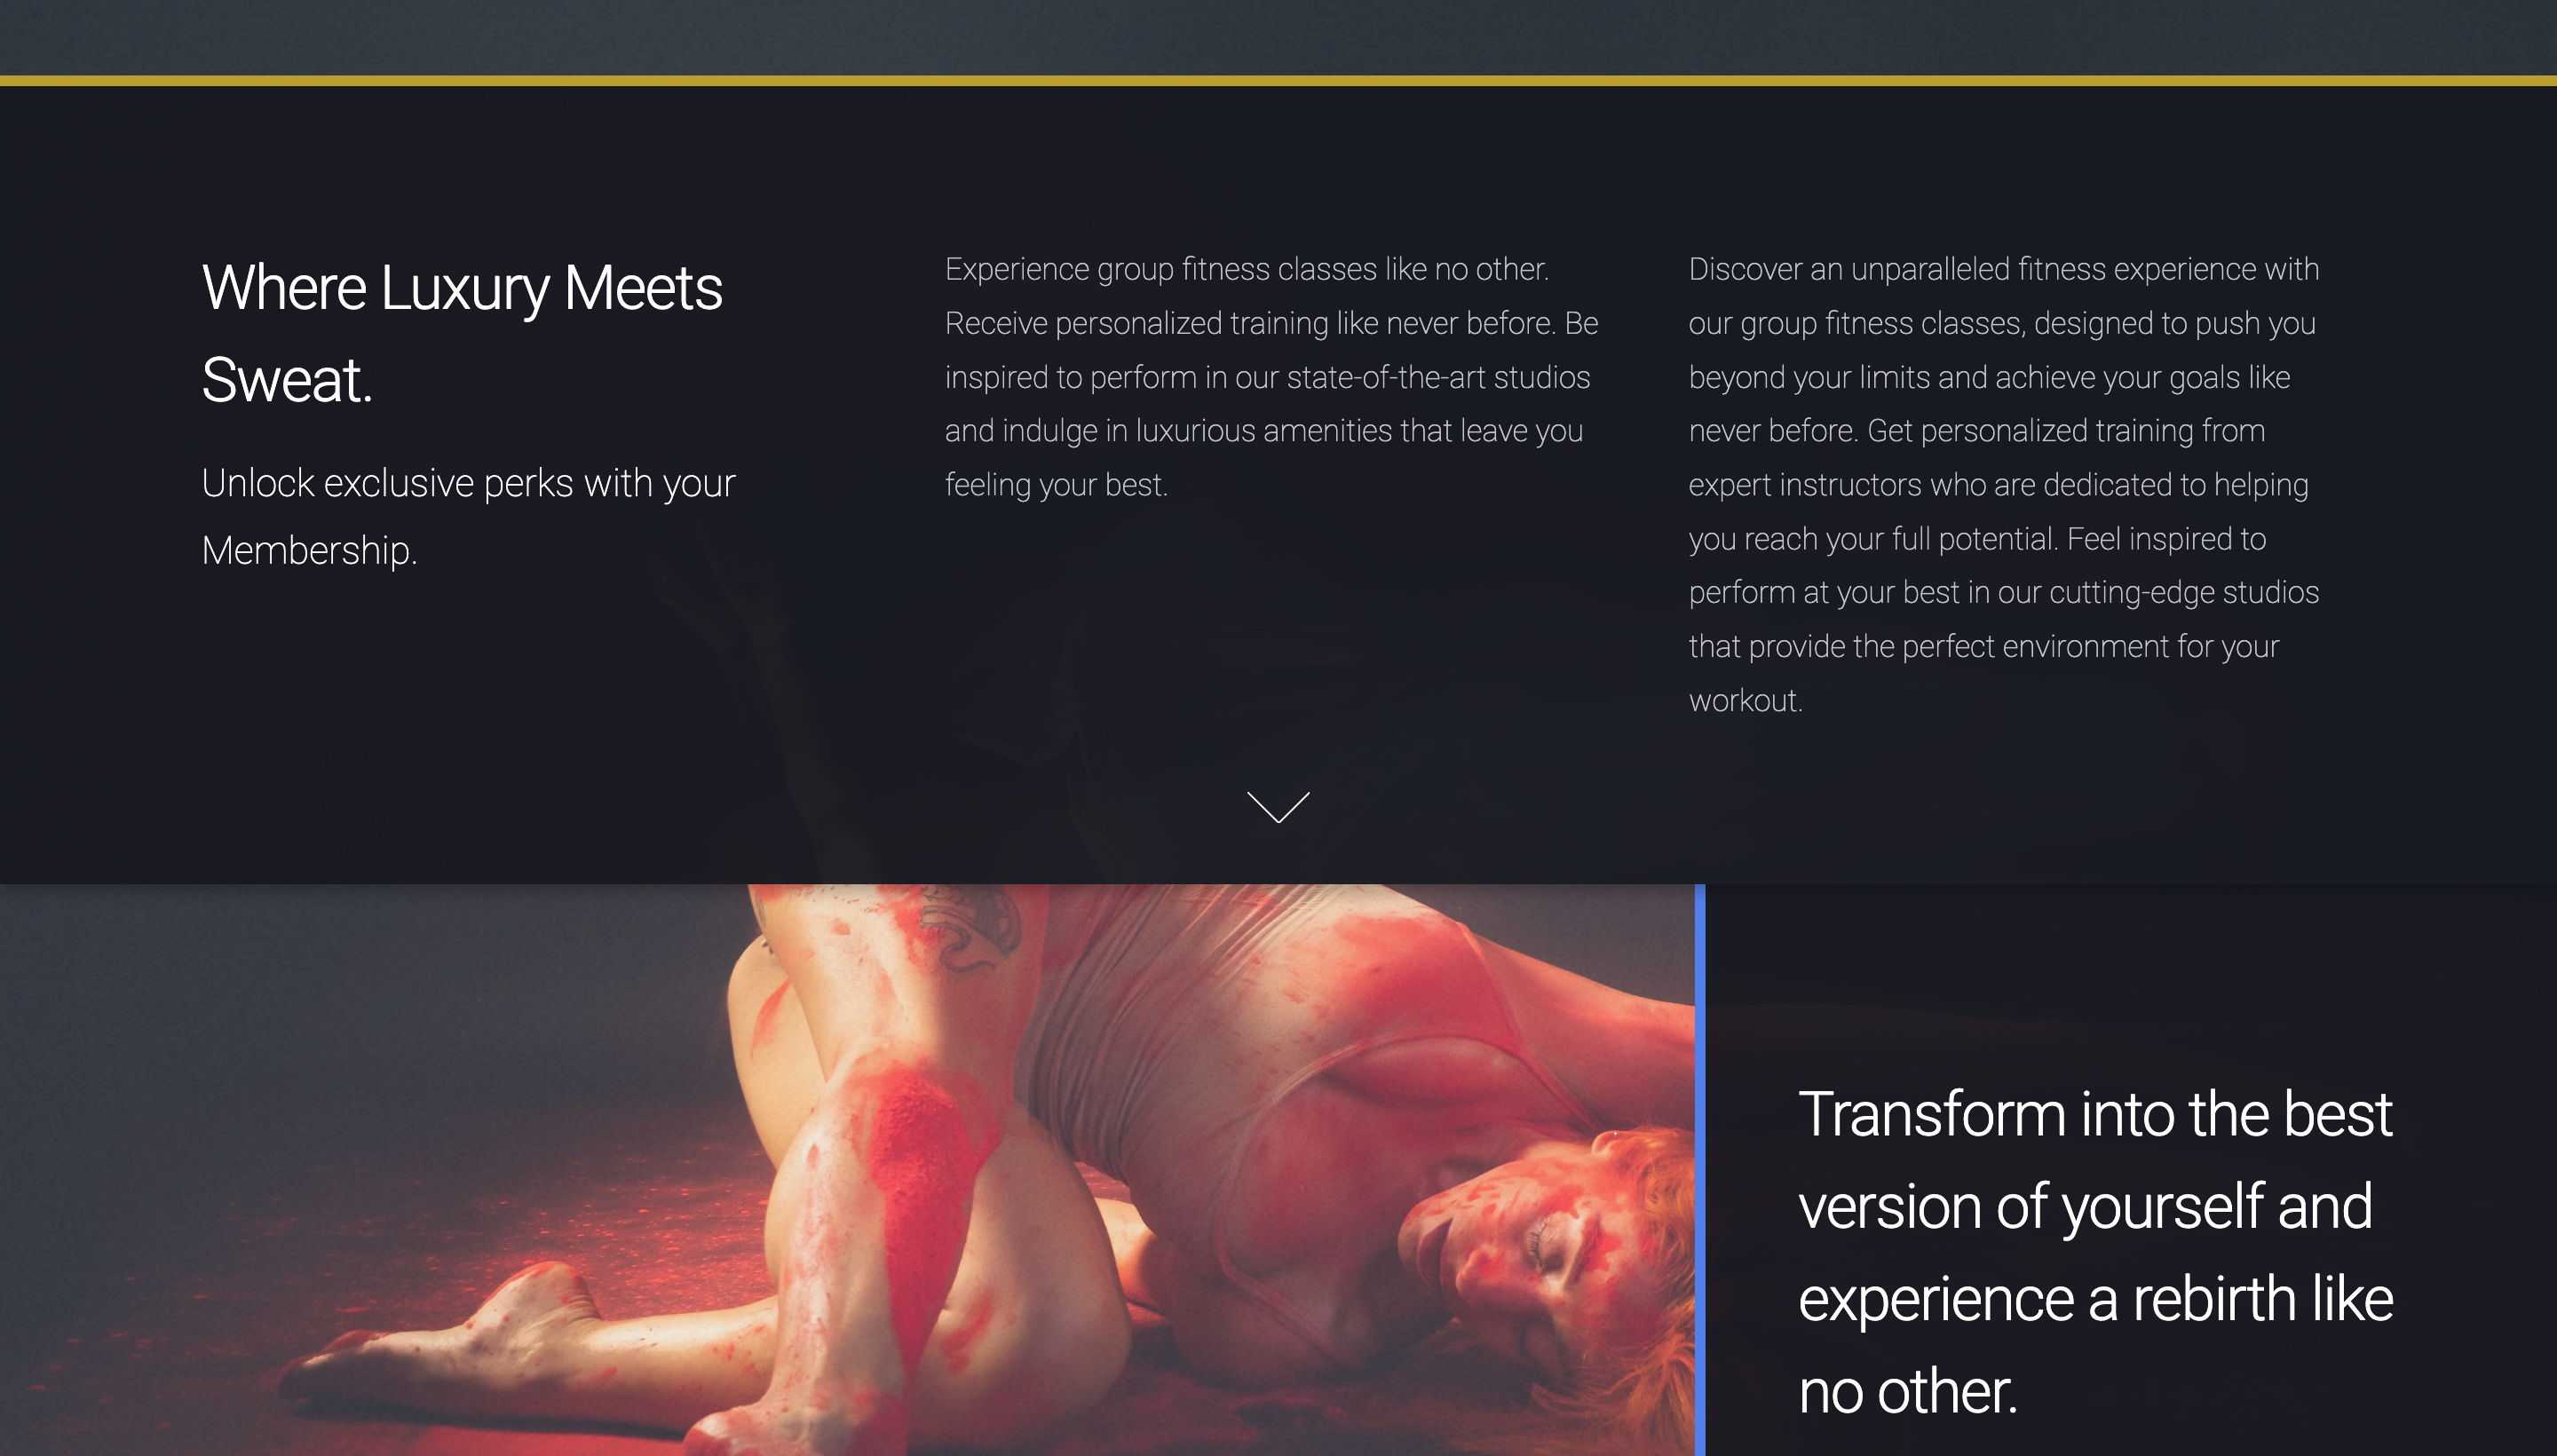 Where Luxury Meets
Sweat.
Unlock exclusive perks with your
Membership.
Experience group fitness classes like no other.
Receive personalized training like never before. Be
inspired to perform in our state-of-the-art studios
and indulge in luxurious amenities that leave you
feeling your best.
Discover an unparalleled fitness experience with
our group fitness classes, designed to push you
beyond your limits and achieve your goals like
never before. Get personalized training from
expert instructors who are dedicated to helping
you reach your full potential. Feel inspired to
perform at your best in our cutting-edge studios
that provide the perfect environment for your
workout.
Transform into the best
version of yourself and
experience a rebirth like
no other.